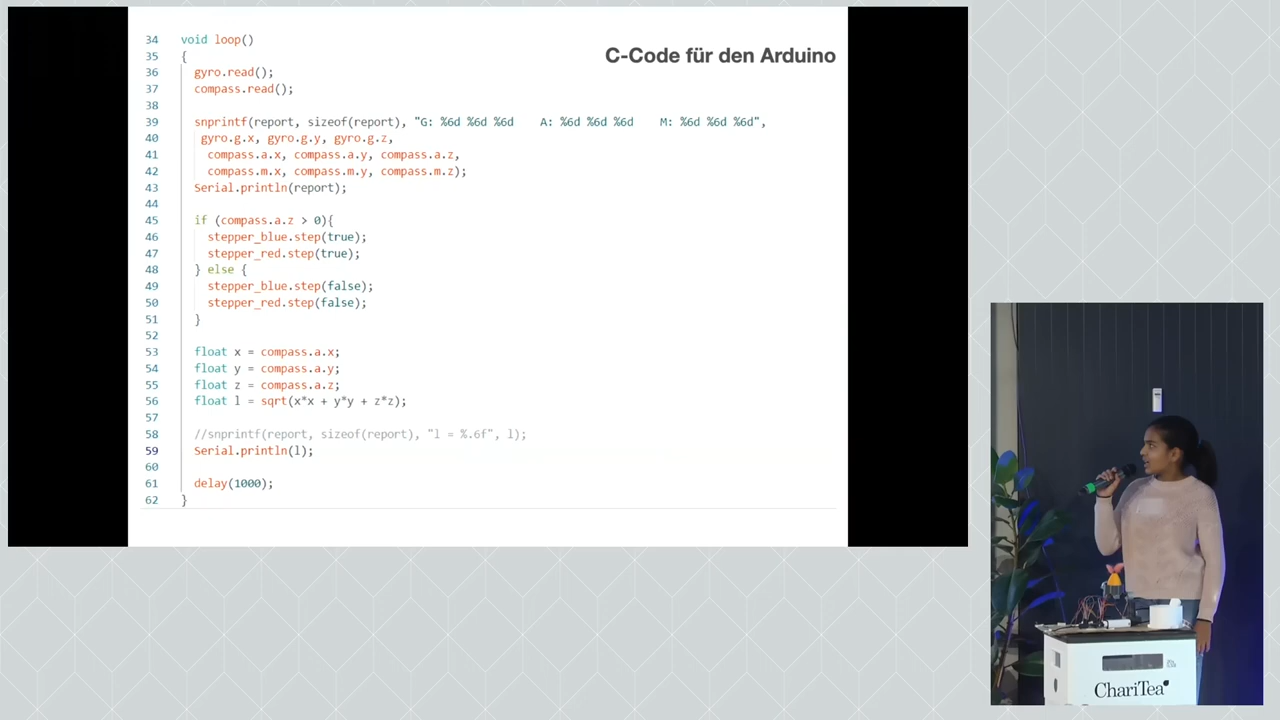 C-Code für den Arduino
34 void loop()
35 {
36 gyro.read();
37 compass.read();
38
39 snprintf(report, sizeof(report), "G: %6d %6d %6d    A: %6d %6d %6d    M: %6d %6d %6d",
40 gyro.g.x, gyro.g.y, gyro.g.z,
41 compass.a.x, compass.a.y, compass.a.z,
42 compass.m.x, compass.m.y, compass.m.z);
43 Serial.println(report);
44
45 if (compass.a.z > 0){
46 stepper_blue.step(true);
47 stepper_red.step(true);
48 } else {
49 stepper_blue.step(false);
50 stepper_red.step(false);
51 }
52
53 float x = compass.a.x;
54 float y = compass.a.y;
55 float z = compass.a.z;
56 float l = sqrt(x*x + y*y + z*z);
57
58 //snprintf(report, sizeof(report), "l = %.6f", l);
59 Serial.println(l);
60
61 delay(1000);
62 }
ChariTea